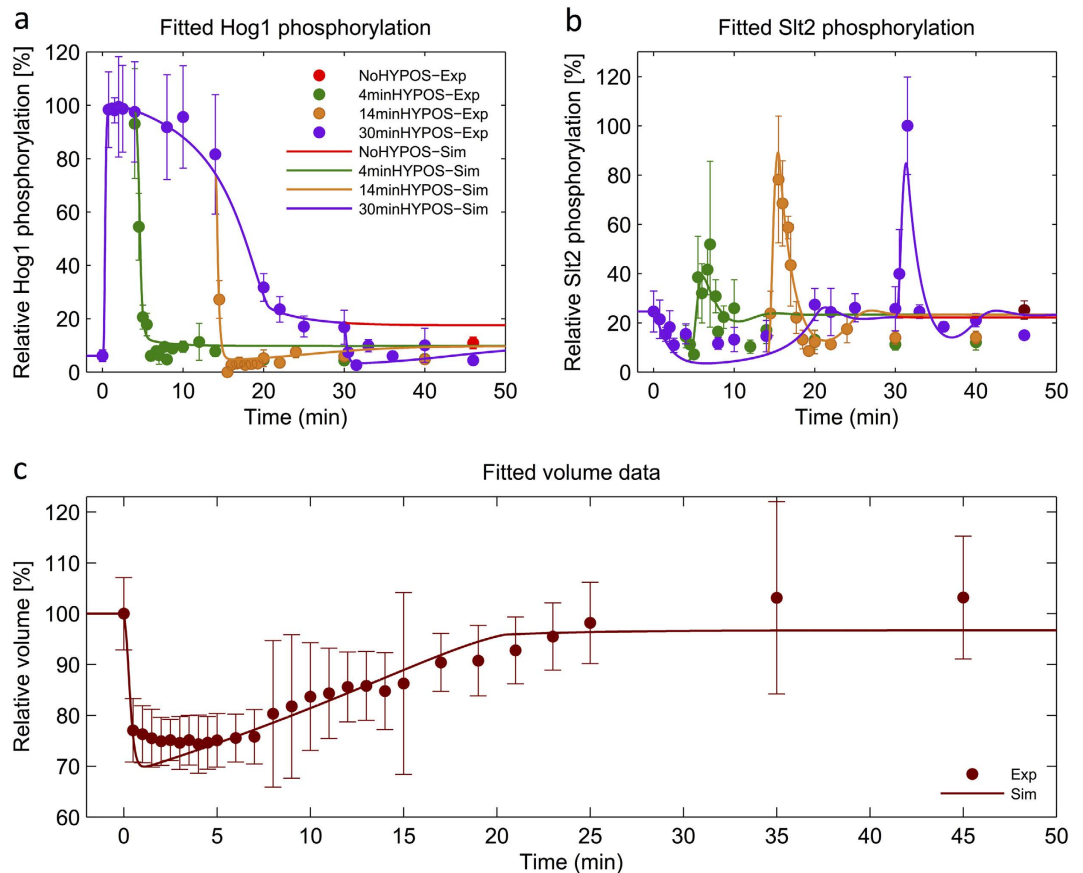 a
Fitted Hog1 phosphorylation
Relative Hog1 phosphorylation [%]
120
100
80
60
40
20
0
0
10
20
30
40
50
Time (min)
NoHYPOS−Exp
4minHYPOS−Exp
14minHYPOS−Exp
30minHYPOS−Exp
NoHYPOS−Sim
4minHYPOS−Sim
14minHYPOS−Sim
30minHYPOS−Sim
b
Fitted Slt2 phosphorylation
Relative Slt2 phosphorylation [%]
120
100
80
60
40
20
0
0
10
20
30
40
50
Time (min)
c
Fitted volume data
Relative volume [%]
120
110
100
90
80
70
60
0
5
10
15
20
25
30
35
40
45
50
Time (min)
Exp
Sim